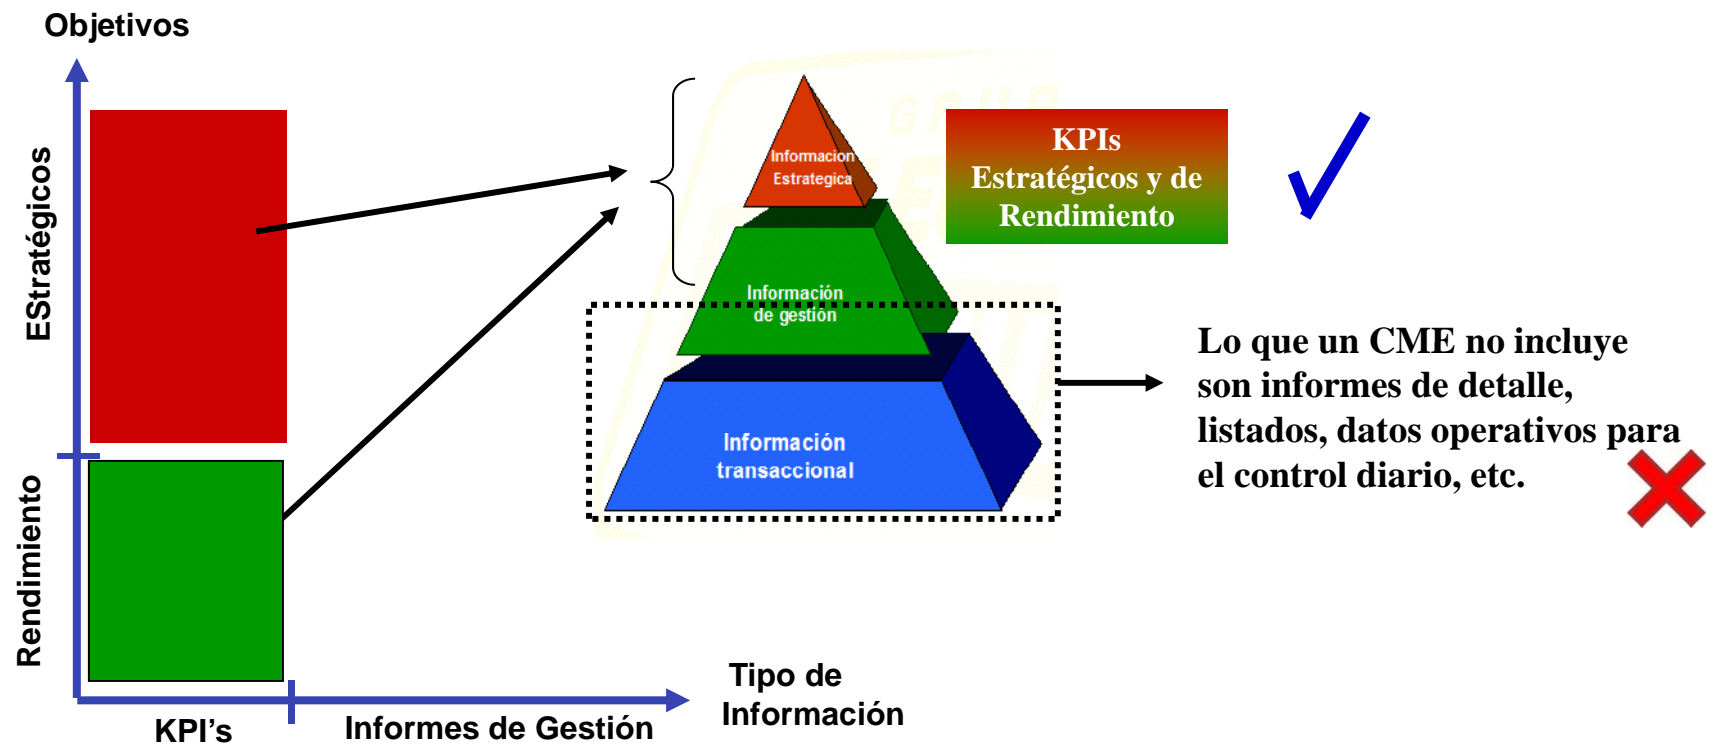 Objetivos
EStratégicos
Rendimiento
KPI's
Informes de Gestión
Tipo de
Información
Informacion
Estrategica
Información
de gestión
Información
transaccional
KPIs
Estratégicos y de
Rendimiento
Lo que un CME no incluye
son informes de detalle,
listados, datos operativos para
el control diario, etc.